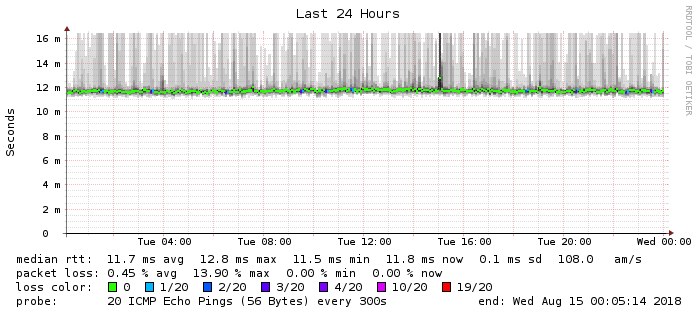 Last 24 Hours
RRDTOOL / TOBI OETIKER
Seconds
16 m
14 m
12 m
10 m
8 m
6 m
4 m
2 m
0
Tue 04:00 Tue 08:00 Tue 12:00 Tue 16:00 Tue 20:00 Wed 00:00
median rtt: 11.7 ms avg 12.8 ms max 11.5 ms min 11.8 ms now 0.1 ms sd 108.0 am/s
packet loss: 0.45 % avg 13.90 % max 0.00 % min 0.00 % now
loss color: 0 1/20 2/20 3/20 4/20 10/20 19/20
probe: 20 ICMP Echo Pings (56 Bytes) every 300s end: Wed Aug 15 00:05:14 2018